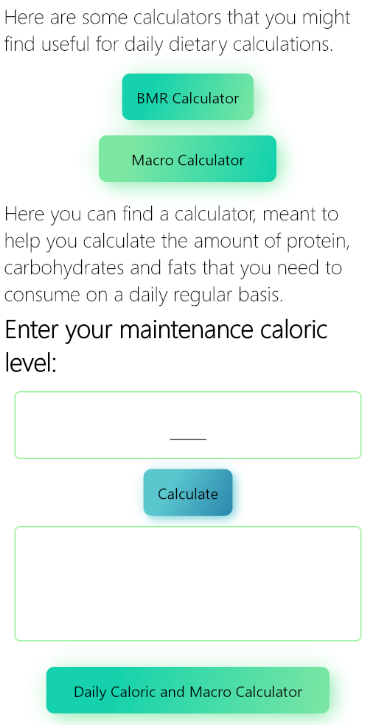 Here are some calculators that you might
find useful for daily dietary calculations.
BMR Calculator
Macro Calculator
Here you can find a calculator, meant to
help you calculate the amount of protein,
carbohydrates and fats that you need to
consume on a daily regular basis.
Enter your maintenance caloric
level:
Calculate
Daily Caloric and Macro Calculator